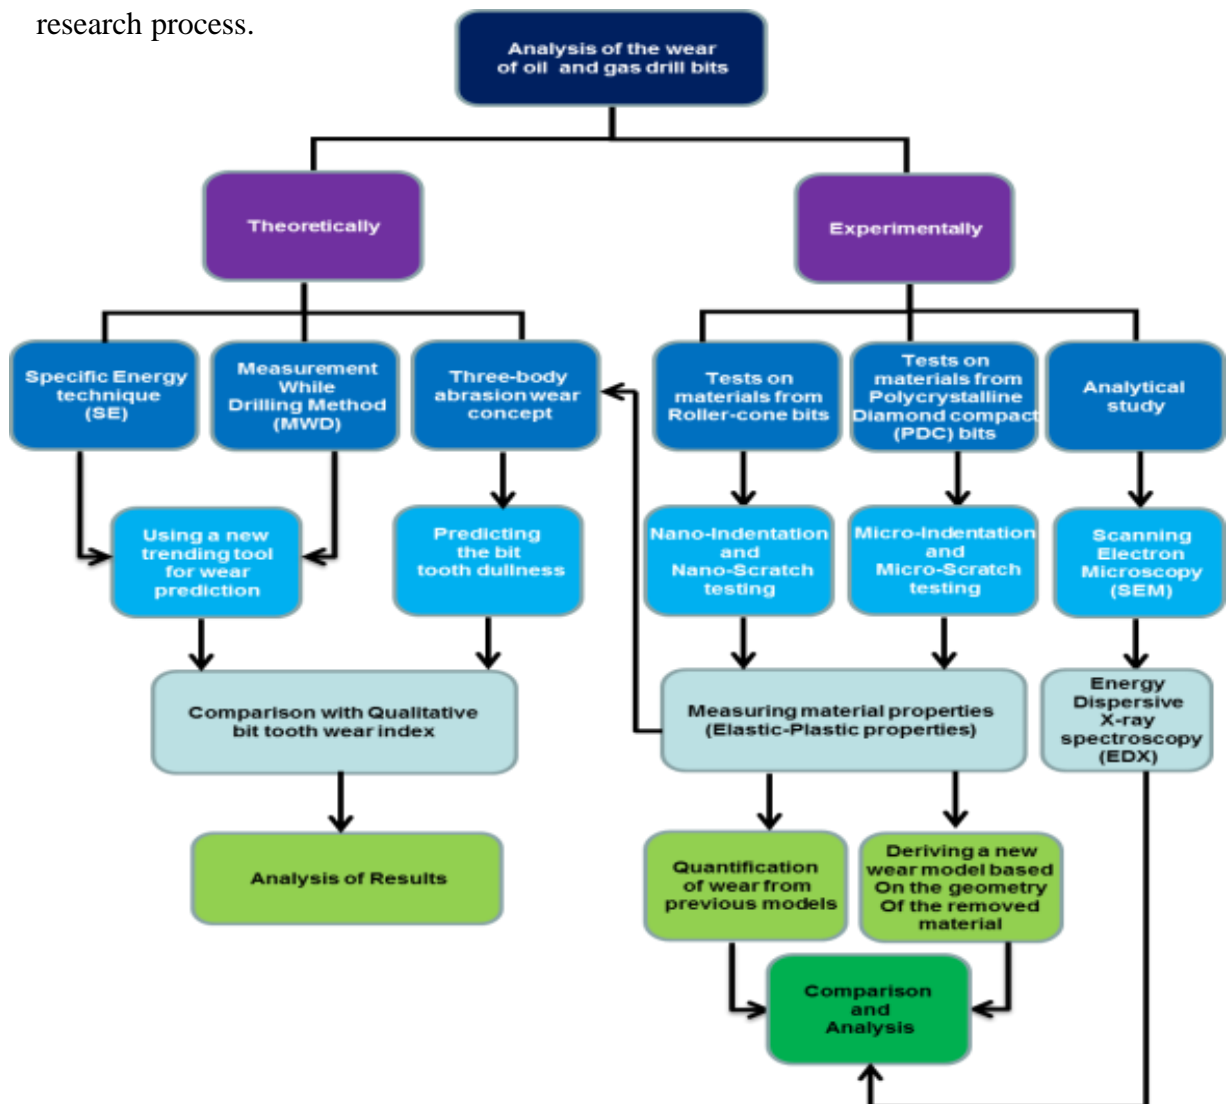 research process.
Analysis of the wear
of oil and gas drill bits
Theoretically
Experimentally
Specific Energy
technique
(SE)
Measurement
While
Drilling Method
(MWD)
Three-body
abrasion wear
concept
Tests on
materials from
Roller-cone bits
Tests on
materials from
Polycrystalline
Diamond compact
(PDC) bits
Analytical
study
Using a new
trending tool
for wear
prediction
Predicting
the bit
tooth dullness
Nano-Indentation
and
Nano-Scratch
testing
Micro-Indentation
and
Micro-Scratch
testing
Scanning
Electron
Microscopy
(SEM)
Comparison with Qualitative
bit tooth wear index
Measuring material properties
(Elastic-Plastic properties)
Energy
Dispersive
X-ray
spectroscopy
(EDX)
Analysis of Results
Quantification
of wear from
previous models
Deriving a new
wear model based
On the geometry
Of the removed
material
Comparison
and
Analysis